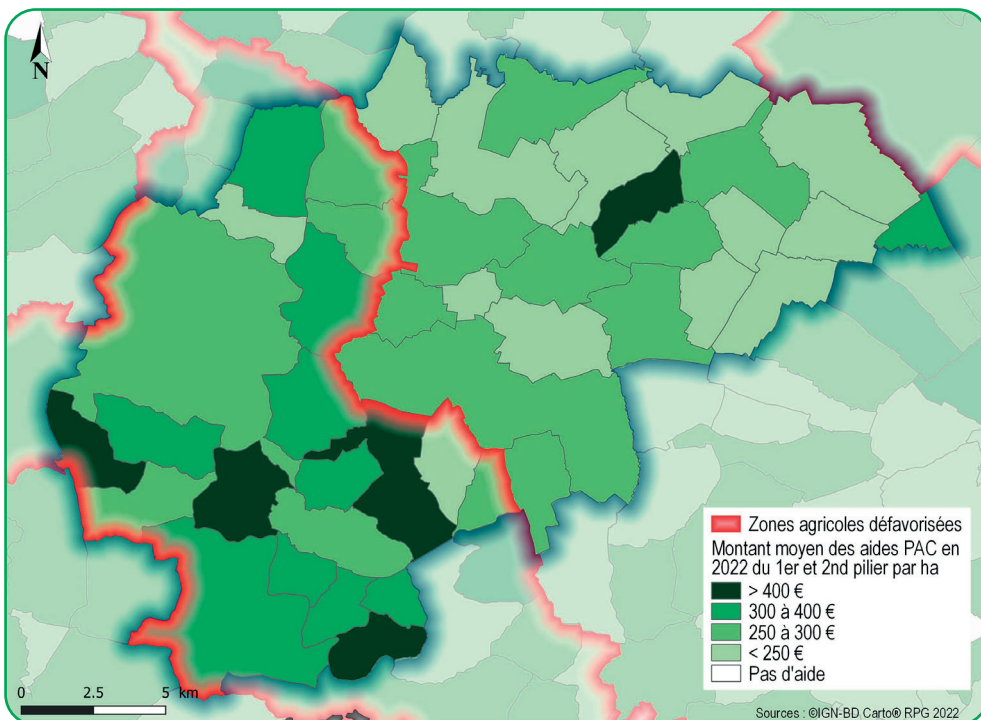 N
Zones agricoles défavorisées
Montant moyen des aides PAC en
2022 du 1er et 2nd pilier par ha
> 400 €
300 à 400 €
250 à 300 €
< 250 €
Pas d'aide
0 2.5 5 km
Sources : ©IGN-BD Carto® RPG 2022